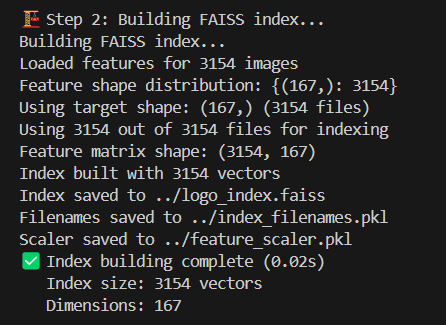 🏗️ Step 2: Building FAISS index...
Building FAISS index...
Loaded features for 3154 images
Feature shape distribution: {(167,): 3154}
Using target shape: (167,) (3154 files)
Using 3154 out of 3154 files for indexing
Feature matrix shape: (3154, 167)
Index built with 3154 vectors
Index saved to ../logo_index.faiss
Filenames saved to ../index_filenames.pkl
Scaler saved to ../feature_scaler.pkl
✅ Index building complete (0.02s)
Index size: 3154 vectors
Dimensions: 167